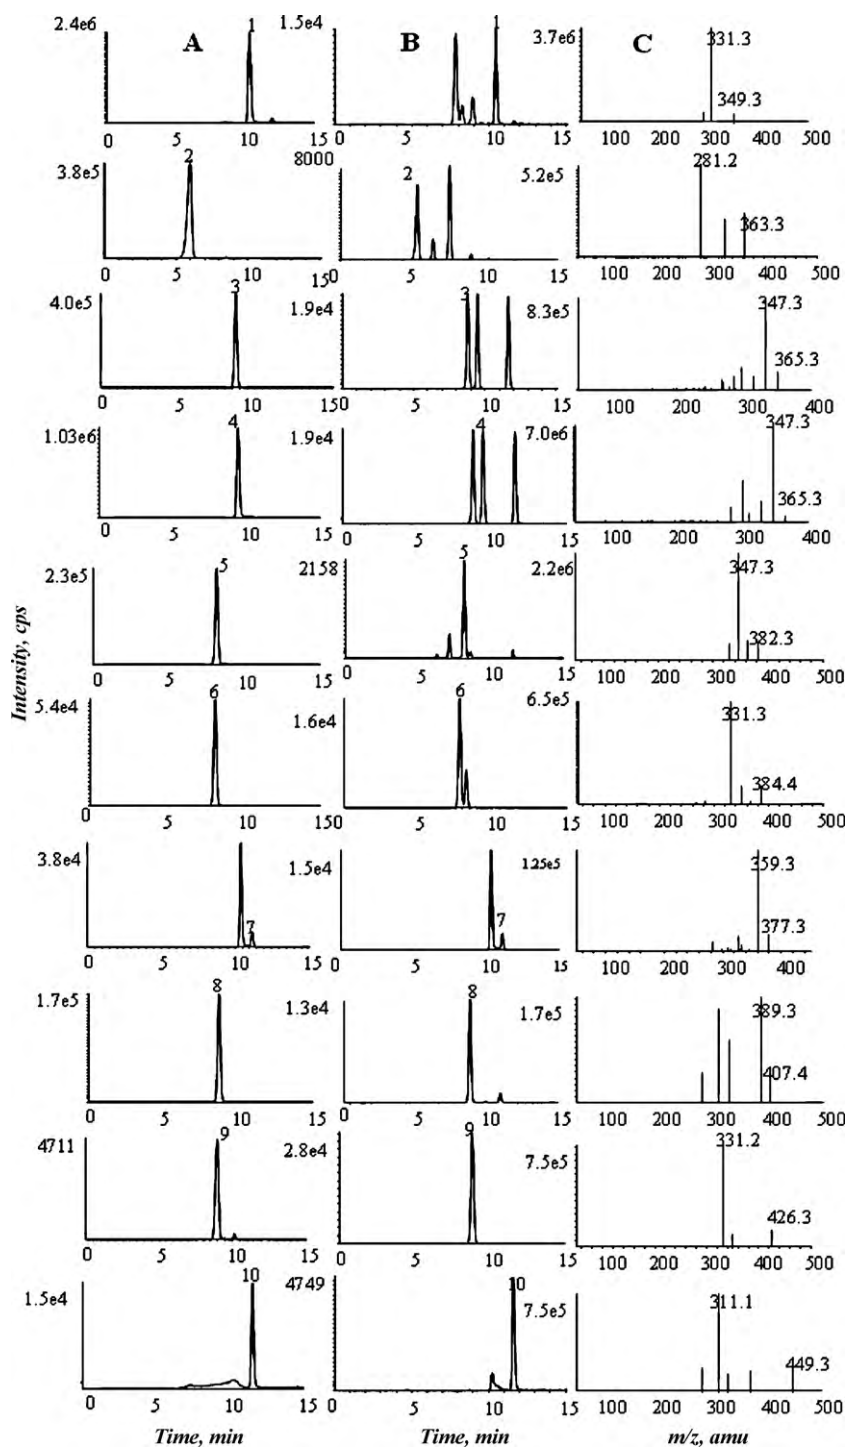 2.4e6 A 1 1.5e4 B 1 3.7e6 C 331.3
349.3
0 5 10 15 0 5 10 15 100 200 300 400 500
3.8e5 2 8000 2 5.2e5 281.2
363.3
0 5 10 15 0 5 10 15 100 200 300 400 500
4.0e5 3 1.9e4 3 8.3e5 347.3
365.3
5 10 15 0 5 10 15 100 200 300 400
1.03e6 4 1.9e4 4 7.0e6 347.3
365.3
0 5 10 15 0 5 10 15 100 200 300 400
2.3e5 5 2158 5 2.2e6 347.3
382.3
0 5 10 15 0 5 10 15 100 200 300 400 500
Intensity, cps
5.4e4 6 1.6e4 6 6.5e5 331.3
384.4
0 5 10 15 0 5 10 15 100 200 300 400 500
3.8e4 7 1.5e4 7 1.25e5 359.3
377.3
0 5 10 15 0 5 10 15 100 200 300 400
1.7e5 8 1.3e4 8 1.7e5 389.3
407.4
0 5 10 15 0 5 10 15 100 200 300 400 500
4711 9 2.8e4 9 7.5e5 331.2
426.3
0 5 10 15 0 5 10 15 100 200 300 400 500
1.5e4 10 4749 10 7.5e5 311.1
449.3
0 5 10 15 0 5 10 15 100 200 300 400 500
Time, min Time, min m/z, amu